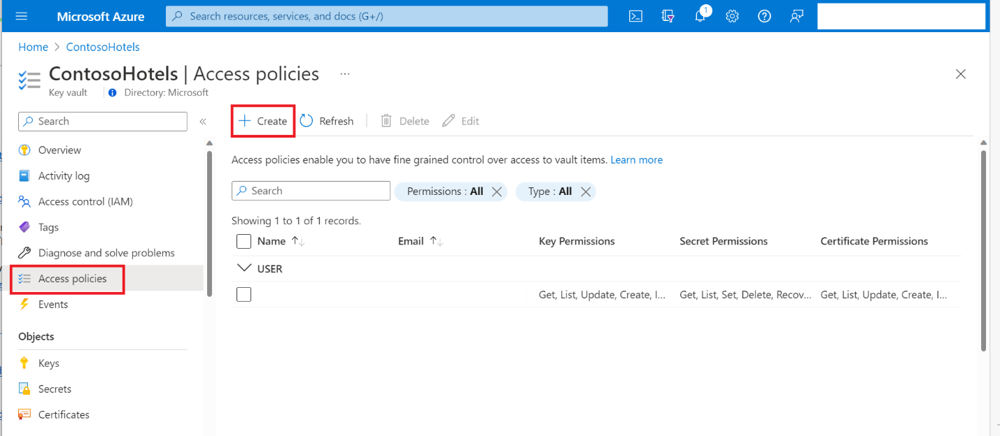 Microsoft Azure
Search resources, services, and docs (G+/)
1
Home > ContosoHotels
ContosoHotels | Access policies ...
Key vault
Directory: Microsoft
Search
«
Overview
Activity log
Access control (IAM)
Tags
Diagnose and solve problems
Access policies
Events
Objects
Keys
Secrets
Certificates
+ Create
Refresh
Delete
Edit
Access policies enable you to have fine grained control over access to vault items. Learn more
Search
Permissions : All
Type : All
Showing 1 to 1 of 1 records.
Name ↑↓ Email ↑↓ Key Permissions Secret Permissions Certificate Permissions
USER
Get, List, Update, Create, I... Get, List, Set, Delete, Recov... Get, List, Update, Create, I...